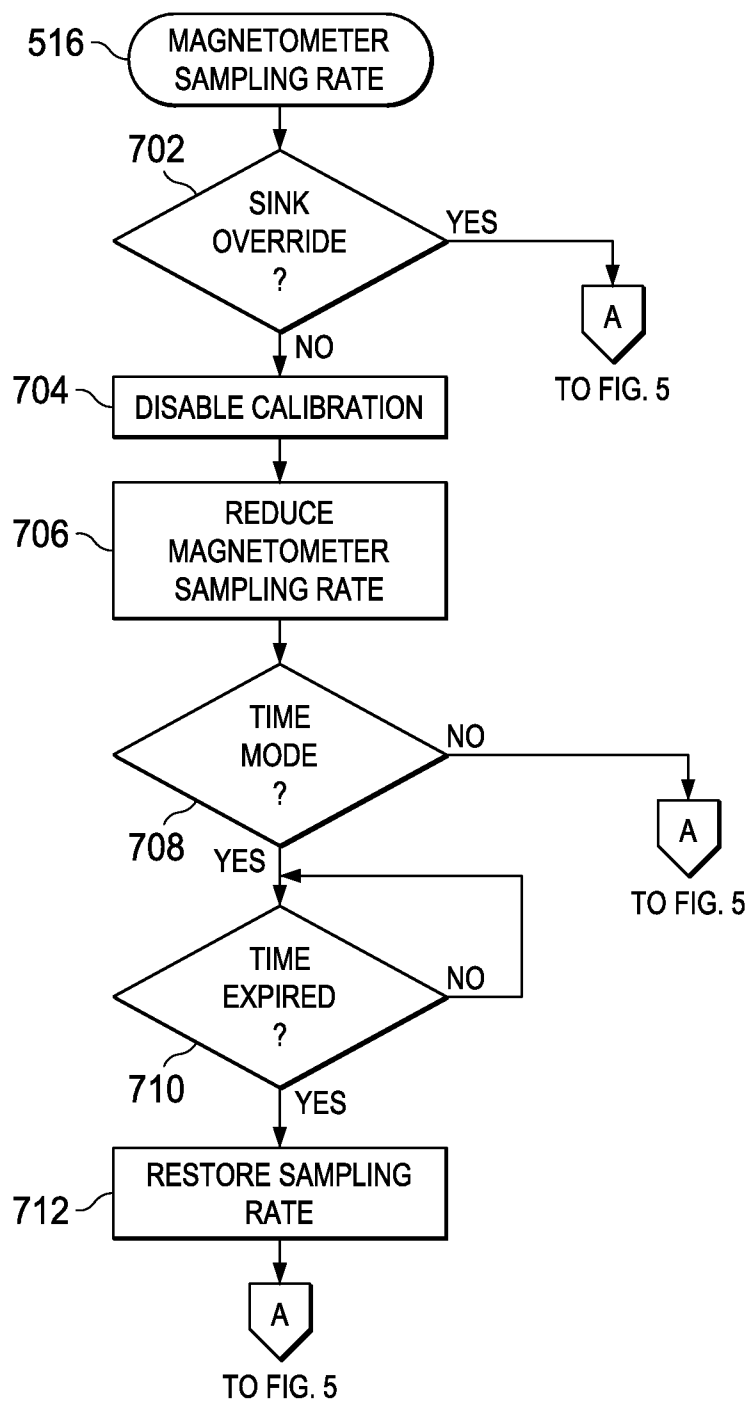 516
MAGNETOMETER
SAMPLING RATE
702
SINK
OVERRIDE
?
YES
A
TO FIG. 5
NO
704
DISABLE CALIBRATION
706
REDUCE
MAGNETOMETER
SAMPLING RATE
TIME
MODE
?
NO
708
A
TO FIG. 5
YES
TIME
EXPIRED
?
NO
710
YES
712
RESTORE SAMPLING
RATE
A
TO FIG. 5